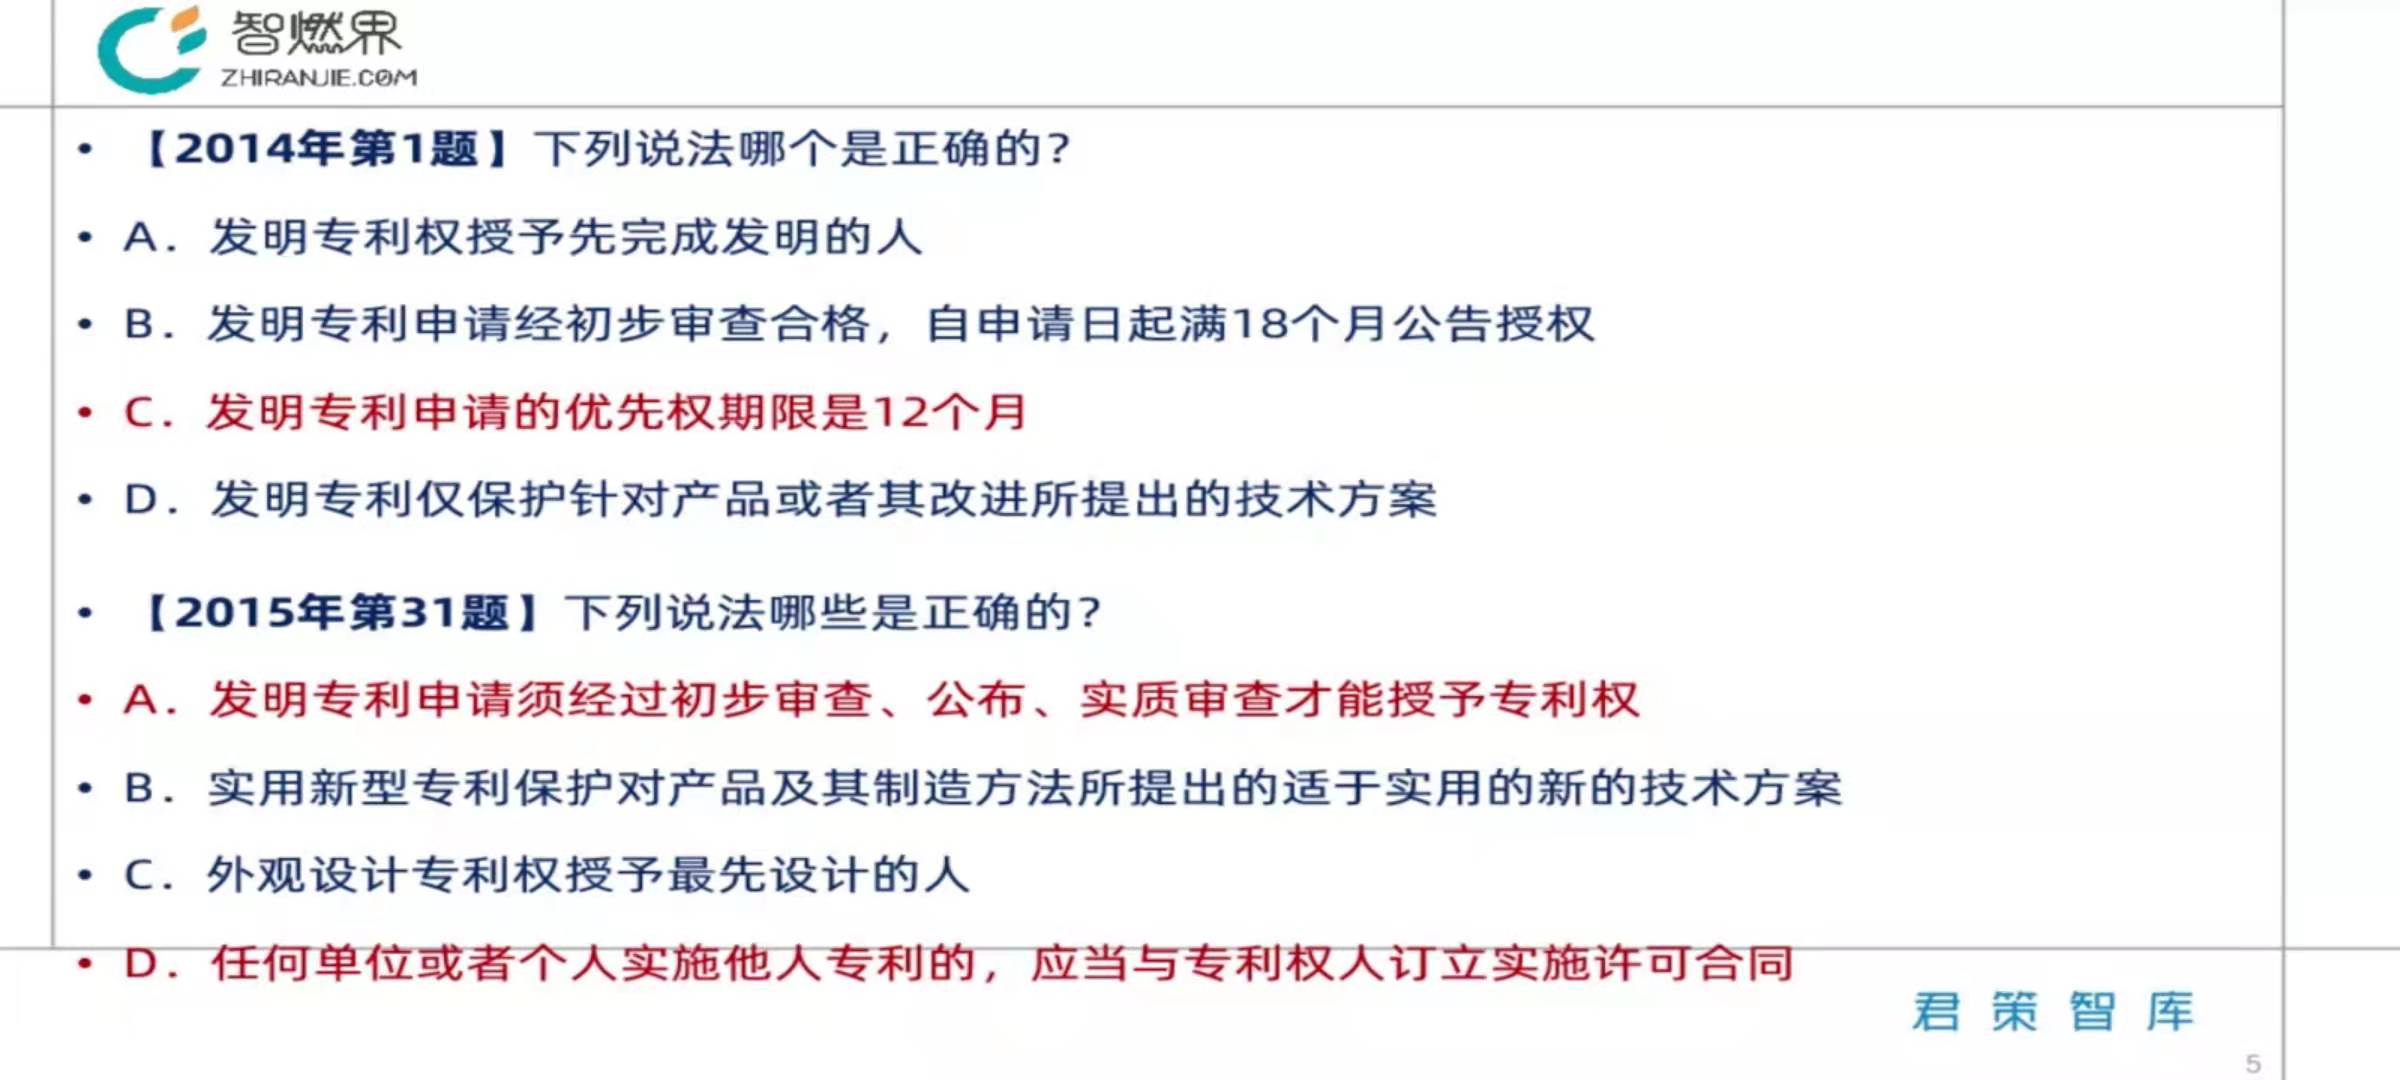 智燃界
ZHIRANJIE.COM
• 【2014年第1题】下列说法哪个是正确的?
• A. 发明专利权授予先完成发明的人
• B. 发明专利申请经初步审查合格，自申请日起满18个月公告授权
• C. 发明专利申请的优先权期限是12个月
• D. 发明专利仅保护针对产品或者其改进所提出的技术方案
• 【2015年第31题】下列说法哪些是正确的?
• A. 发明专利申请须经过初步审查、公布、实质审查才能授予专利权
• B. 实用新型专利保护对产品及其制造方法所提出的适于实用的新的技术方案
• C. 外观设计专利权授予最先设计的人
• D. 任何单位或者个人实施他人专利的，应当与专利权人订立实施许可合同
君策智库
5